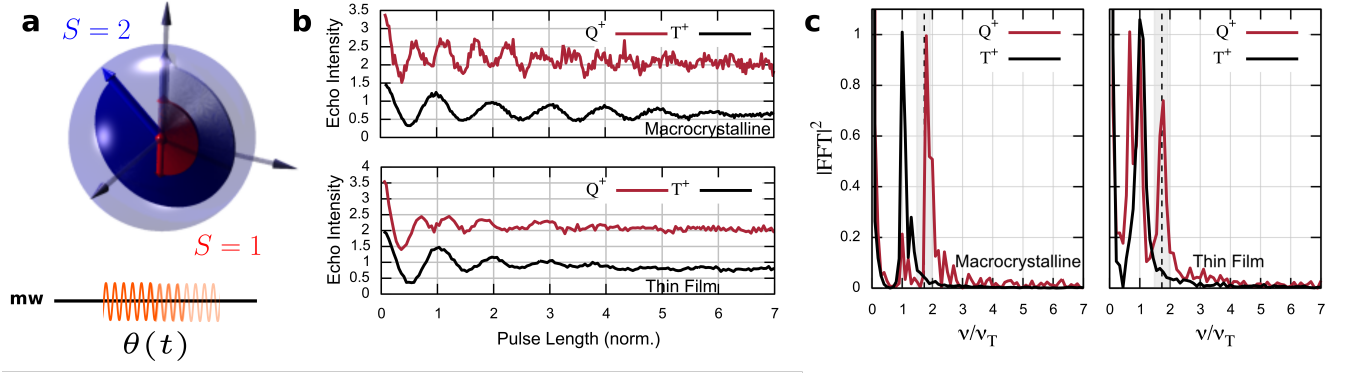 a
S = 2
S = 1
mw
θ(t)
b
Echo Intensity
3.5
3
2.5
2
1.5
1
0.5
0
Q+
T+
Macrocrystalline
Echo Intensity
4
3.5
3
2.5
2
1.5
1
0.5
0
Q+
T+
Thin Film
0 1 2 3 4 5 6 7
Pulse Length (norm.)
c
|FFT|²
1
0.8
0.6
0.4
0.2
0
Q+
T+
Macrocrystalline
0 1 2 3 4 5 6 7
ν/νT
Q+
T+
Thin Film
0 1 2 3 4 5 6 7
ν/νT